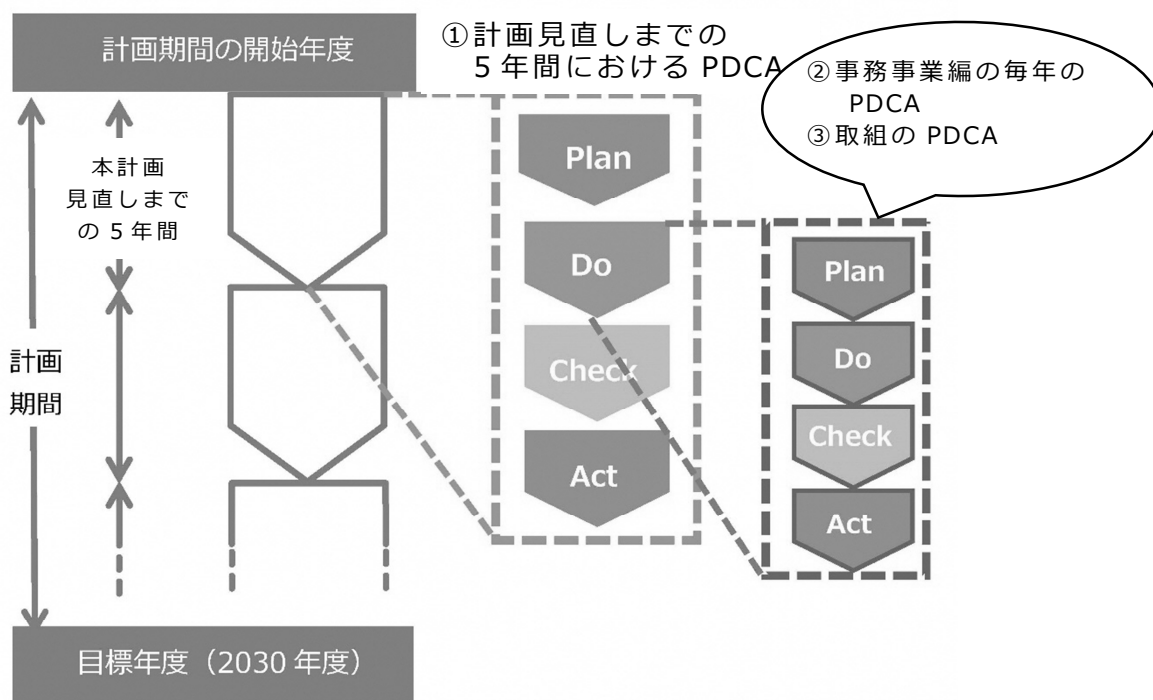 計画期間の開始年度
①計画見直しまでの
5年間におけるPDCA
②事務事業編の毎年の
PDCA
③取組のPDCA
本計画
見直しまで
の5年間
計画
期間
Plan
Do
Check
Act
Plan
Do
Check
Act
目標年度（2030年度）